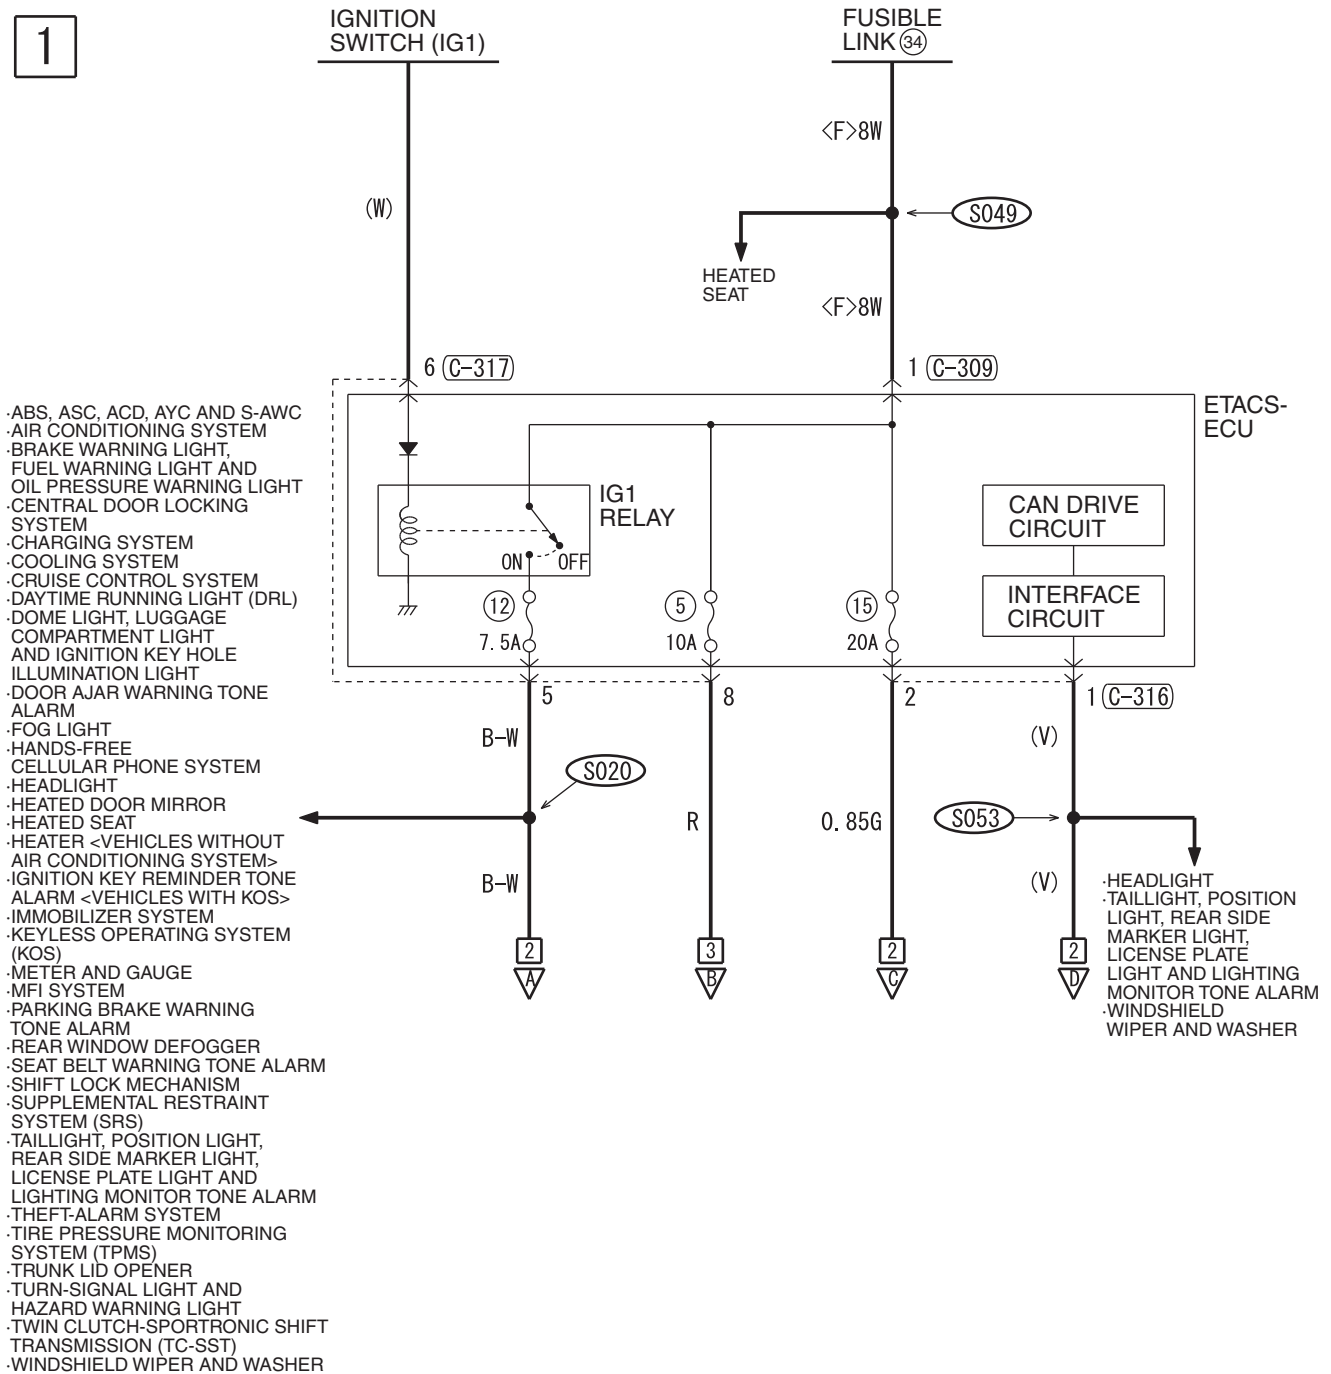 1
IGNITION
SWITCH (IG1)
FUSIBLE
LINK 34
<F>8W
(W)
S049
HEATED
SEAT
<F>8W
6 C-317
1 C-309
ETACS-
ECU
IG1
RELAY
CAN DRIVE
CIRCUIT
ON
OFF
INTERFACE
CIRCUIT
12
7.5A
5
10A
15
20A
5
8
2
1 C-316
B-W
(V)
S020
R
0.85G
S053
B-W
(V)
2
A
3
B
2
C
2
D
·ABS, ASC, ACD, AYC AND S-AWC
·AIR CONDITIONING SYSTEM
·BRAKE WARNING LIGHT,
FUEL WARNING LIGHT AND
OIL PRESSURE WARNING LIGHT
·CENTRAL DOOR LOCKING
SYSTEM
·CHARGING SYSTEM
·COOLING SYSTEM
·CRUISE CONTROL SYSTEM
·DAYTIME RUNNING LIGHT (DRL)
·DOME LIGHT, LUGGAGE
COMPARTMENT LIGHT
AND IGNITION KEY HOLE
ILLUMINATION LIGHT
·DOOR AJAR WARNING TONE
ALARM
·FOG LIGHT
·HANDS-FREE
CELLULAR PHONE SYSTEM
·HEADLIGHT
·HEATED DOOR MIRROR
·HEATED SEAT
·HEATER <VEHICLES WITHOUT
AIR CONDITIONING SYSTEM>
·IGNITION KEY REMINDER TONE
ALARM <VEHICLES WITH KOS>
·IMMOBILIZER SYSTEM
·KEYLESS OPERATING SYSTEM
(KOS)
·METER AND GAUGE
·MFI SYSTEM
·PARKING BRAKE WARNING
TONE ALARM
·REAR WINDOW DEFOGGER
·SEAT BELT WARNING TONE ALARM
·SHIFT LOCK MECHANISM
·SUPPLEMENTAL RESTRAINT
SYSTEM (SRS)
·TAILLIGHT, POSITION LIGHT,
REAR SIDE MARKER LIGHT,
LICENSE PLATE LIGHT AND
LIGHTING MONITOR TONE ALARM
·THEFT-ALARM SYSTEM
·TIRE PRESSURE MONITORING
SYSTEM (TPMS)
·TRUNK LID OPENER
·TURN-SIGNAL LIGHT AND
HAZARD WARNING LIGHT
·TWIN CLUTCH-SPORTRONIC SHIFT
TRANSMISSION (TC-SST)
·WINDSHIELD WIPER AND WASHER
·HEADLIGHT
·TAILLIGHT, POSITION
LIGHT, REAR SIDE
MARKER LIGHT,
LICENSE PLATE
LIGHT AND LIGHTING
MONITOR TONE ALARM
·WINDSHIELD
WIPER AND WASHER